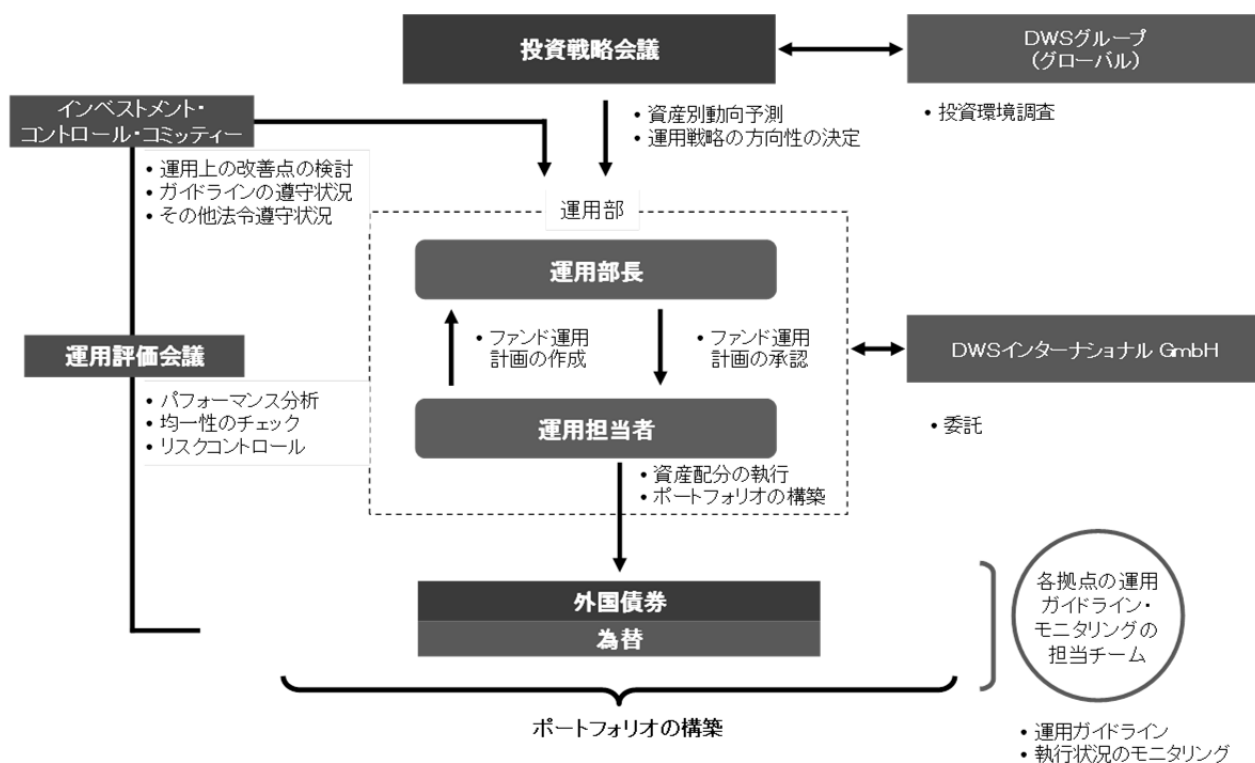 投資戦略会議
DWSグループ
(グローバル)
インベストメント・
コントロール・コミッティー
• 資産別動向予測
• 運用戦略の方向性の決定
• 投資環境調査
• 運用上の改善点の検討
• ガイドラインの遵守状況
• その他法令遵守状況
運用部
運用部長
• ファンド運用
計画の作成
• ファンド運用
計画の承認
運用評価会議
DWSインターナショナル GmbH
• パフォーマンス分析
• 均一性のチェック
• リスクコントロール
運用担当者
• 委託
• 資産配分の執行
• ポートフォリオの構築
外国債券
為替
各拠点の運用
ガイドライン・
モニタリングの
担当チーム
ポートフォリオの構築
• 運用ガイドライン
• 執行状況のモニタリング